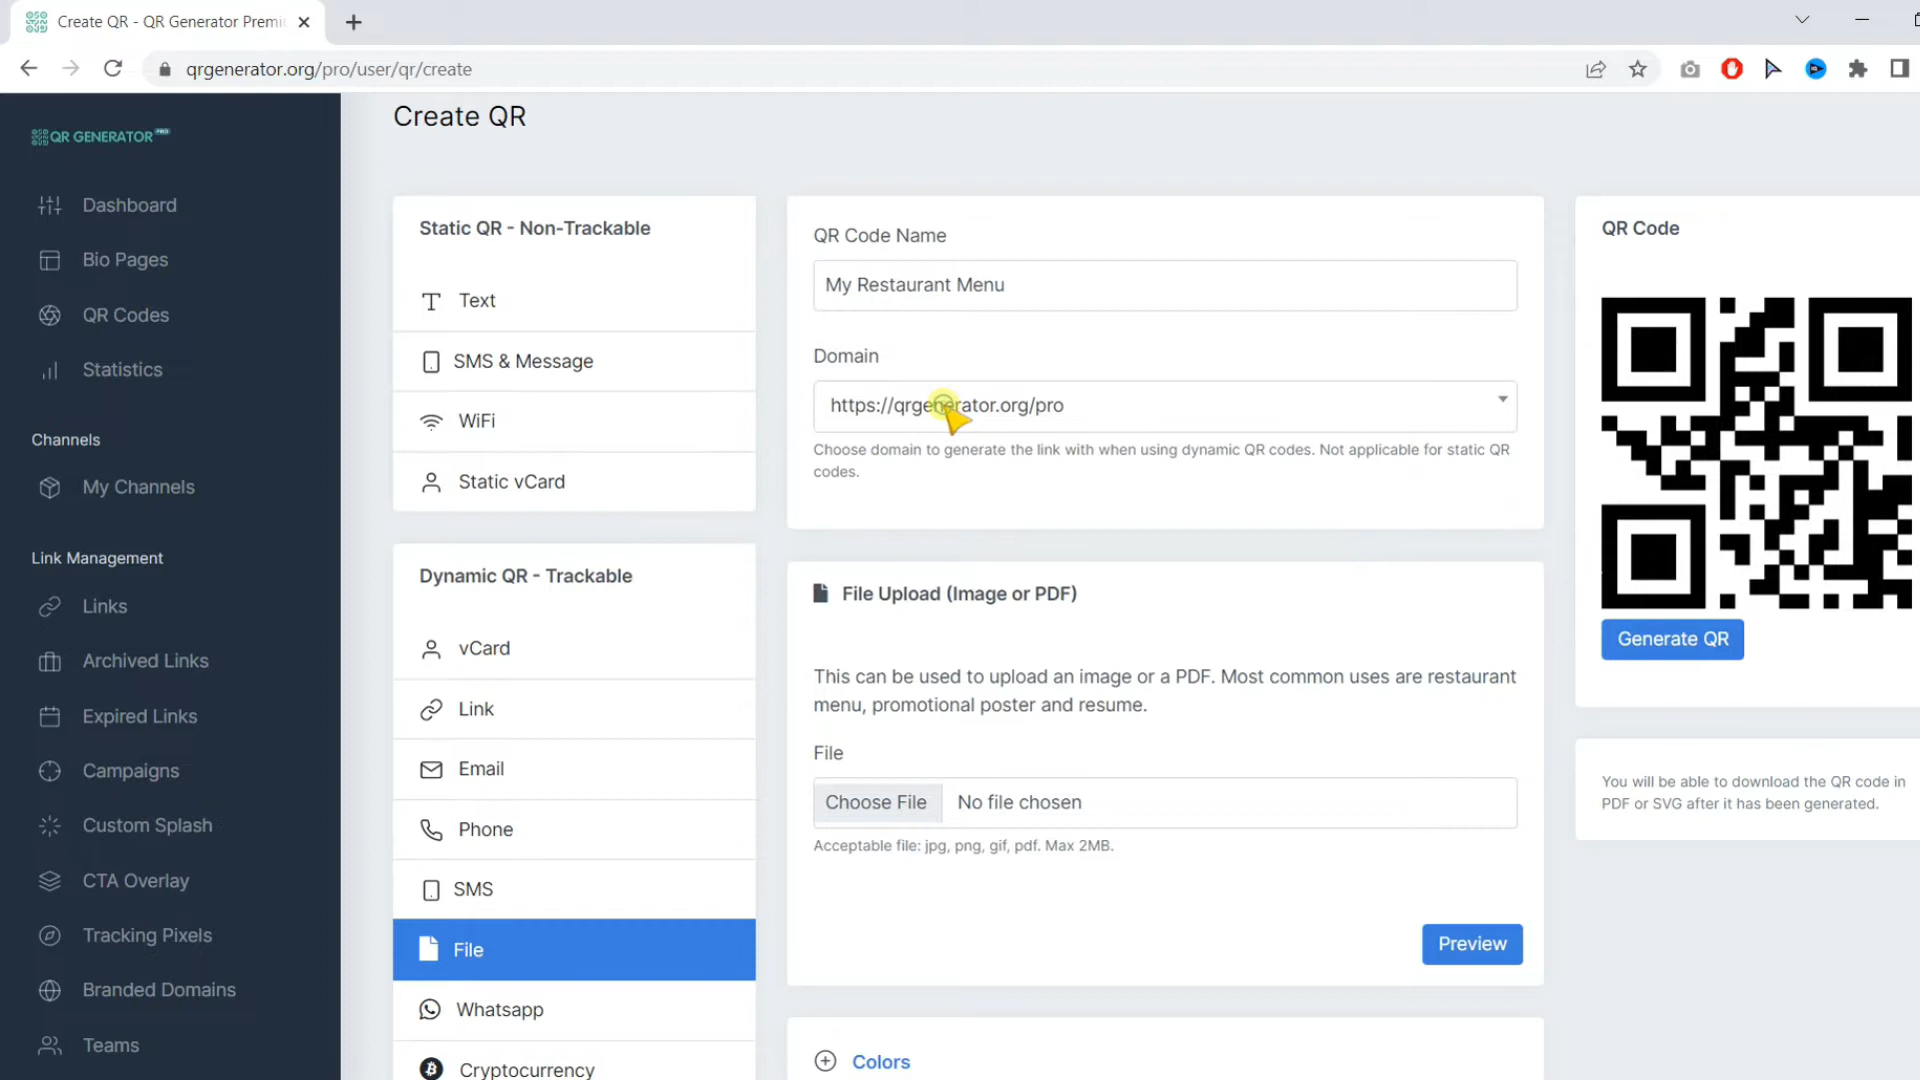 Create QR - QR Generator Premi
qrgenerator.org/pro/user/qr/create
QR GENERATOR PRO
Dashboard
Bio Pages
QR Codes
Statistics
Channels
My Channels
Link Management
Links
Archived Links
Expired Links
Campaigns
Custom Splash
CTA Overlay
Tracking Pixels
Branded Domains
Teams
Create QR
Static QR - Non-Trackable
Text
SMS & Message
WiFi
Static vCard
Dynamic QR - Trackable
vCard
Link
Email
Phone
SMS
File
Whatsapp
Cryptocurrency
QR Code Name
My Restaurant Menu
Domain
https://qrgenerator.org/pro
Choose domain to generate the link with when using dynamic QR codes. Not applicable for static QR
codes.
File Upload (Image or PDF)
This can be used to upload an image or a PDF. Most common uses are restaurant
menu, promotional poster and resume.
File
Choose File No file chosen
Acceptable file: jpg, png, gif, pdf. Max 2MB.
Preview
Colors
QR Code
Generate QR
You will be able to download the QR code in
PDF or SVG after it has been generated.